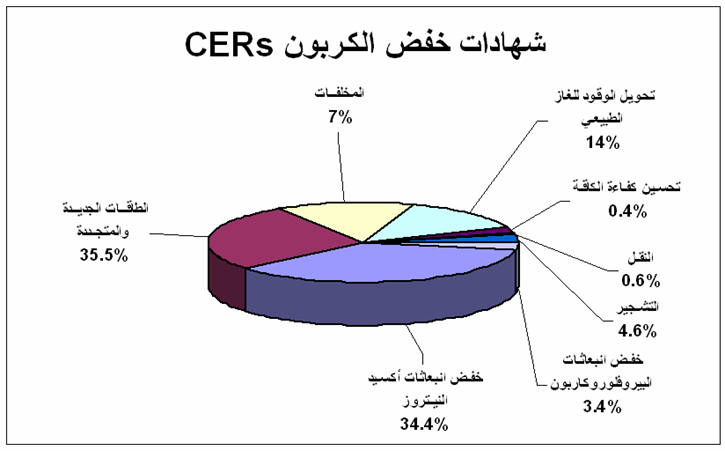 شهادات خفض الكربون CERs
المخلفات
7%
تحويل الوقود للغاز
الطبيعي
14%
تحسين كفاءة الكاقة
0.4%
النقل
0.6%
التشجير
4.6%
خفض انبعاثات
البيروفلوروكاربون
3.4%
خفض انبعاثات أكسيد
النيتروز
34.4%
الطاقات الجديدة
والمتجددة
35.5%